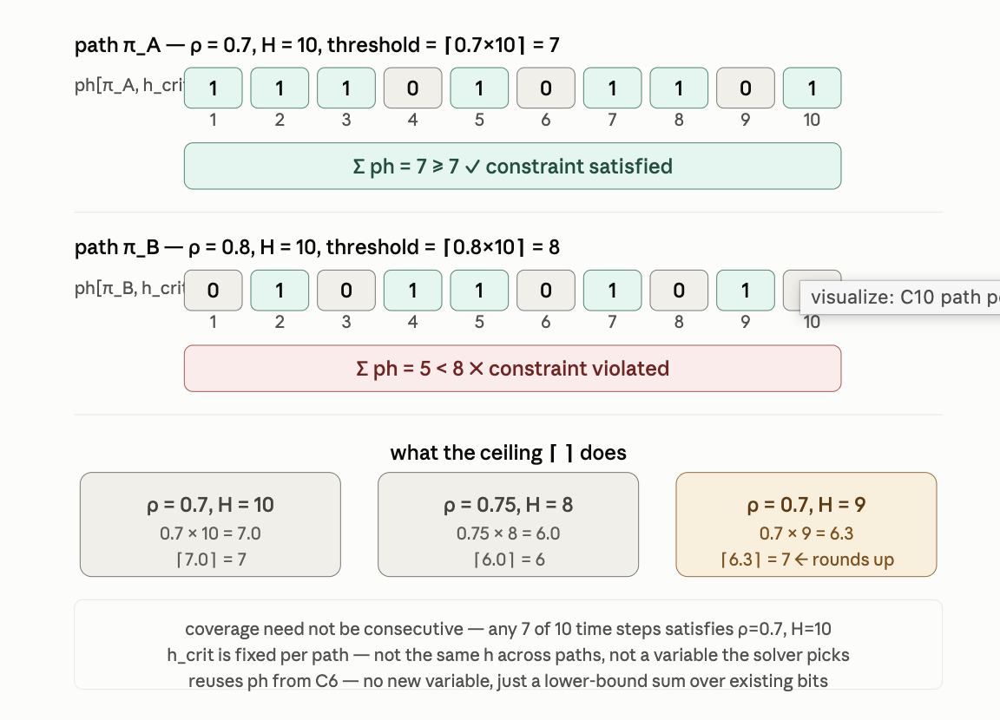 path π_A — ρ = 0.7, H = 10, threshold = ⌈0.7×10⌉ = 7
ph[π_A, h_crit 1 1 1 0 1 0 1 1 0 1
1 2 3 4 5 6 7 8 9 10
Σ ph = 7 ≥ 7 ✓ constraint satisfied
path π_B — ρ = 0.8, H = 10, threshold = ⌈0.8×10⌉ = 8
ph[π_B, h_crit 0 1 0 1 1 0 1 0 1
visualize: C10 path
1 2 3 4 5 6 7 8 9 10
Σ ph = 5 < 8 ✕ constraint violated
what the ceiling ⌈ ⌉ does
ρ = 0.7, H = 10
0.7 × 10 = 7.0
⌈7.0⌉ = 7
ρ = 0.75, H = 8
0.75 × 8 = 6.0
⌈6.0⌉ = 6
ρ = 0.7, H = 9
0.7 × 9 = 6.3
⌈6.3⌉ = 7 ← rounds up
coverage need not be consecutive — any 7 of 10 time steps satisfies ρ=0.7, H=10
h_crit is fixed per path — not the same h across paths, not a variable the solver picks
reuses ph from C6 — no new variable, just a lower-bound sum over existing bits